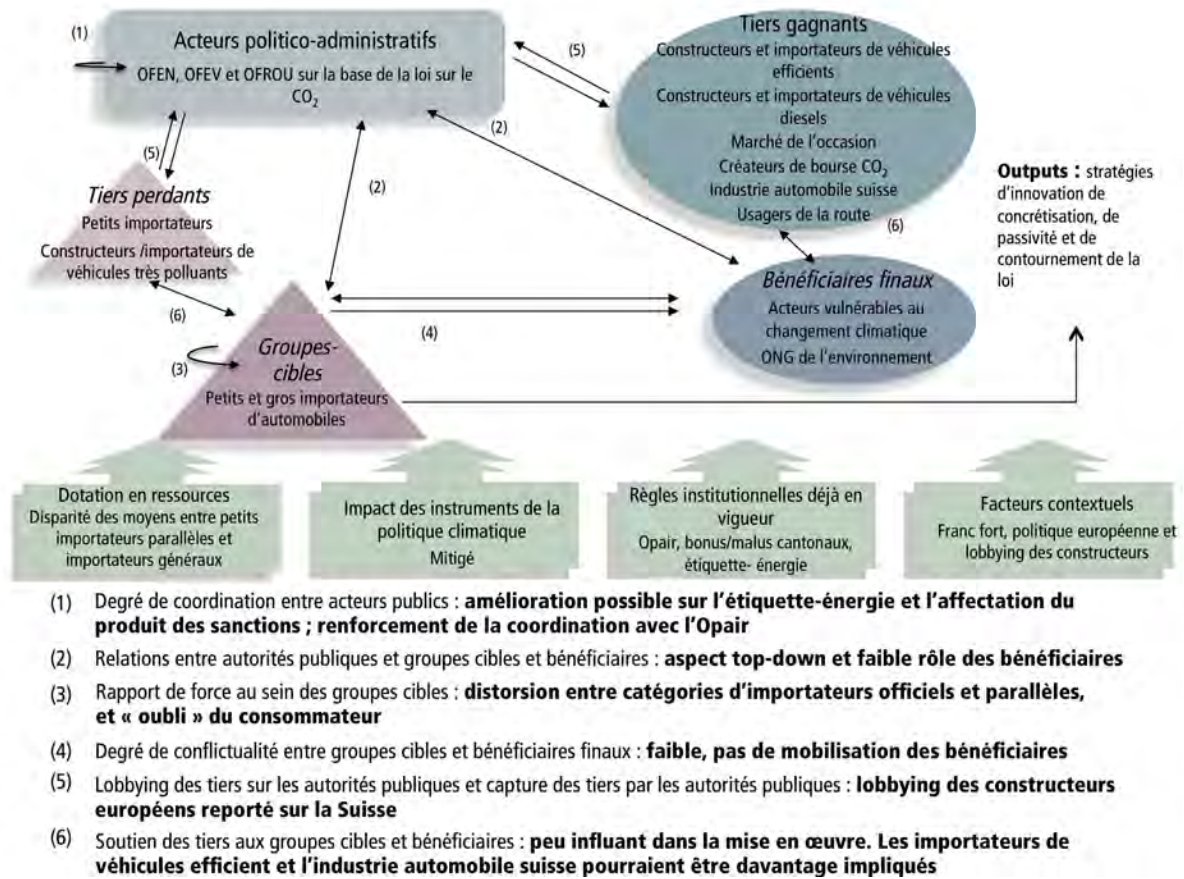 (1)
Acteurs politico-administratifs
OFEN, OFEV et OFROU sur la base de la loi sur le
CO₂
(5)
Tiers gagnants
Constructeurs et importateurs de véhicules
efficients
Constructeurs et importateurs de véhicules
diesels
Marché de l'occasion
Créateurs de bourse CO₂
Industrie automobile suisse
Usagers de la route
(2)
(5)
(2)
(6)
Outputs : stratégies
d'innovation de
concrétisation, de
passivité et de
contournement de la
loi
Tiers perdants
Petits importateurs
Constructeurs /importateurs de
véhicules très polluants
(6)
Bénéficiaires finaux
Acteurs vulnérables au
changement climatique
ONG de l'environnement
(4)
(3)
Groupes-
cibles
Petits et gros importateurs
d'automobiles
Dotation en ressources
Disparité des moyens entre petits
importateurs parallèles et
importateurs généraux
Impact des instruments de la
politique climatique
Mitigé
Règles institutionnelles déjà en
vigueur
Opair, bonus/malus cantonaux,
étiquette- énergie
Facteurs contextuels
Franc fort, politique européenne et
lobbying des constructeurs
(1) Degré de coordination entre acteurs publics : amélioration possible sur l'étiquette-énergie et l'affectation du
produit des sanctions ; renforcement de la coordination avec l'Opair
(2) Relations entre autorités publiques et groupes cibles et bénéficiaires : aspect top-down et faible rôle des bénéficiaires
(3) Rapport de force au sein des groupes cibles : distorsion entre catégories d'importateurs officiels et parallèles,
et « oubli » du consommateur
(4) Degré de conflictualité entre groupes cibles et bénéficiaires finaux : faible, pas de mobilisation des bénéficiaires
(5) Lobbying des tiers sur les autorités publiques et capture des tiers par les autorités publiques : lobbying des constructeurs
européens reporté sur la Suisse
(6) Soutien des tiers aux groupes cibles et bénéficiaires : peu influant dans la mise en œuvre. Les importateurs de
véhicules efficient et l'industrie automobile suisse pourraient être davantage impliqués